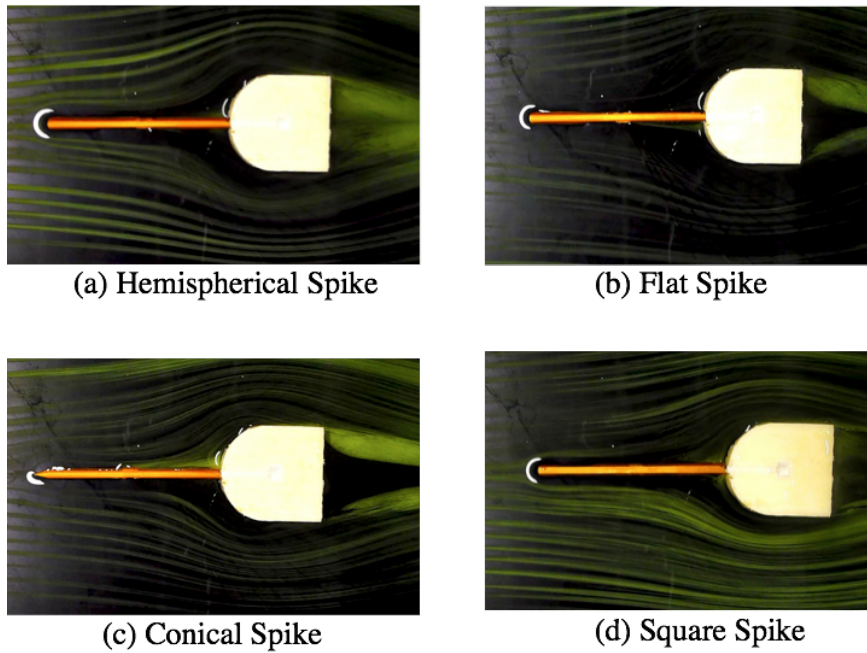 (a) Hemispherical Spike
(b) Flat Spike
(c) Conical Spike
(d) Square Spike